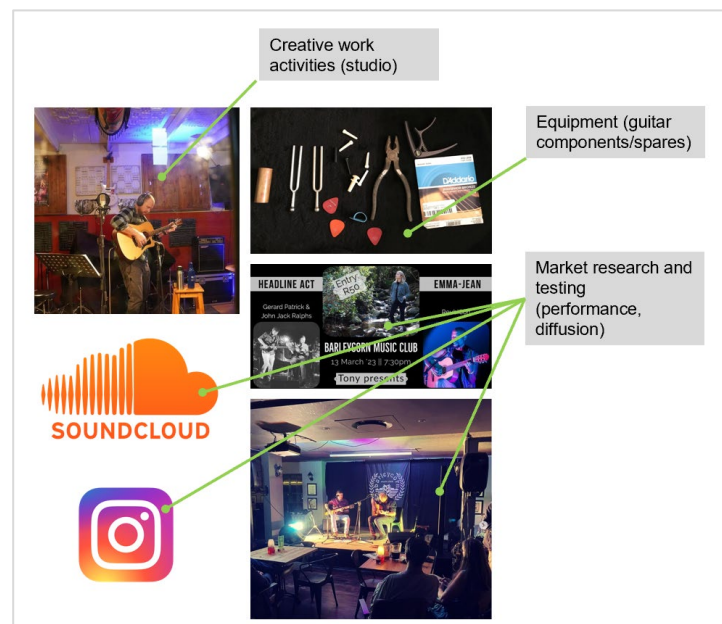 Creative work
activities (studio)
Equipment (guitar
components/spares)
D'Addario
Market research and
testing
(performance,
diffusion)
HEADLINE ACT
Entry
R50
EMMA-JEAN
Gerard Patrick &
John Jack Ralphs
BARLEYCORN MUSIC CLUB
13 March '23 || 7:30pm
Tony presents
SOUNDCLOUD